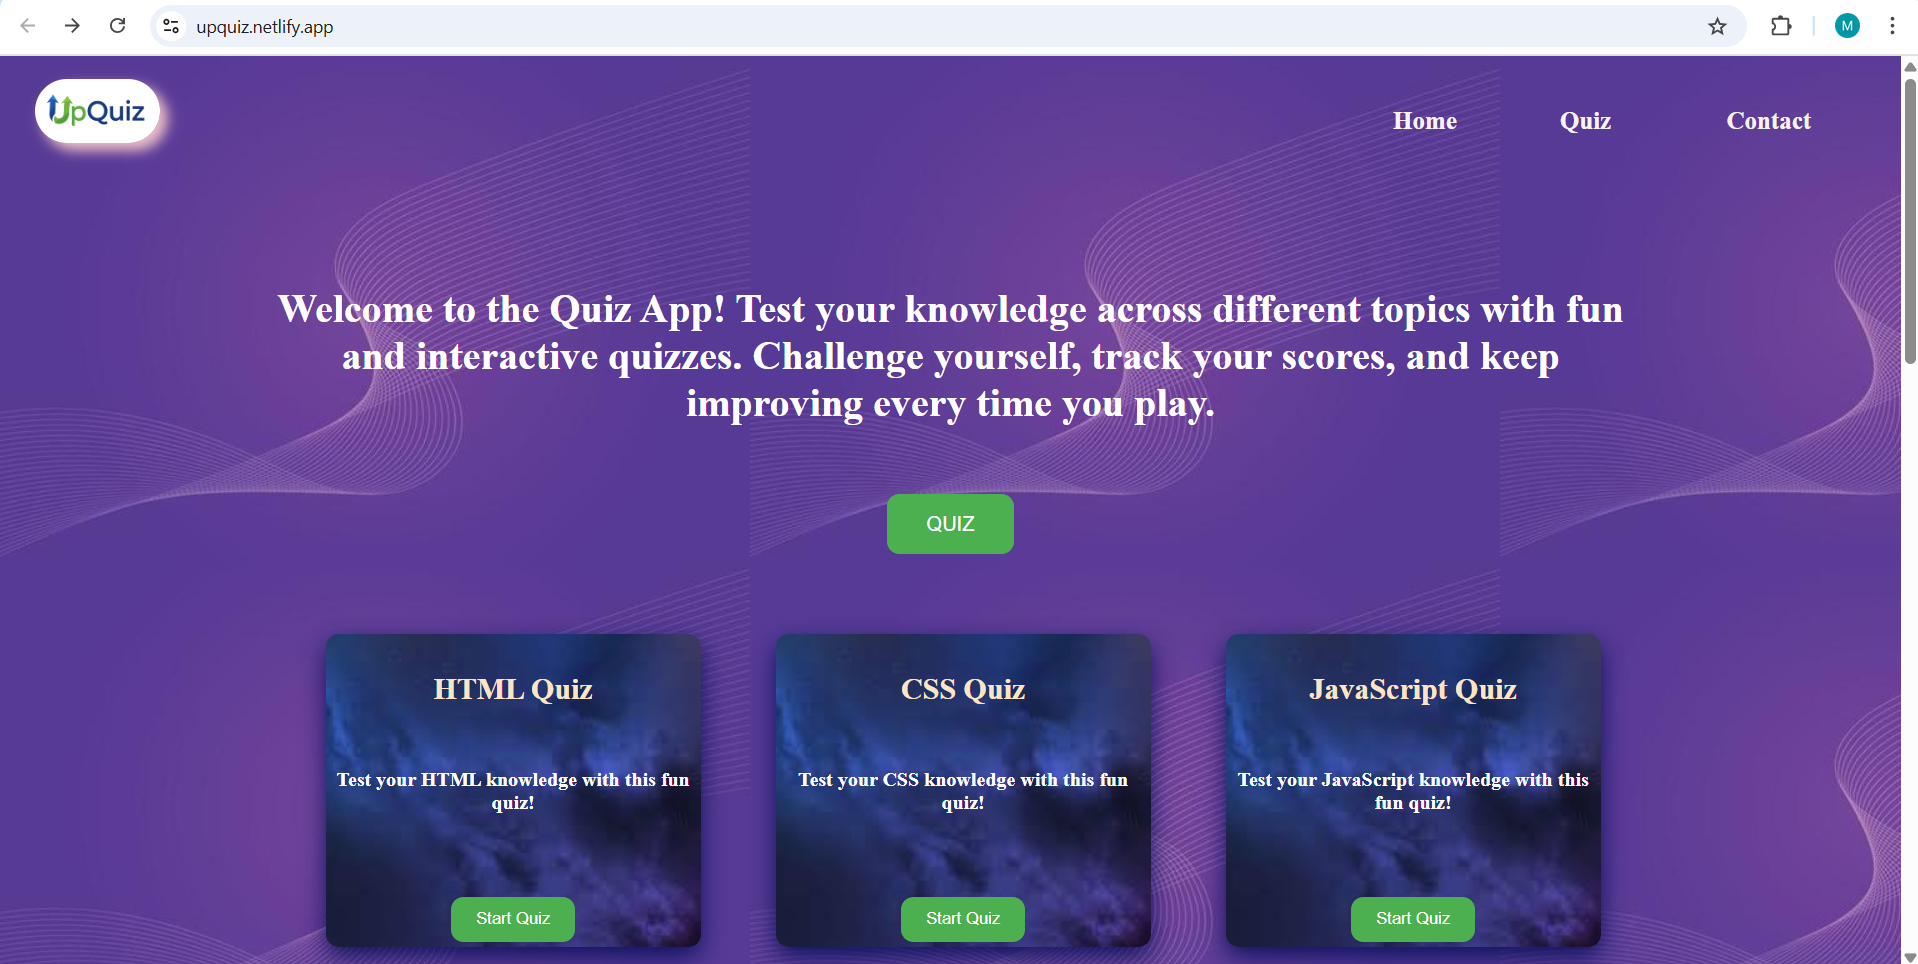 upquiz.netlify.app
M
UpQuiz
Home
Quiz
Contact
Welcome to the Quiz App! Test your knowledge across different topics with fun
and interactive quizzes. Challenge yourself, track your scores, and keep
improving every time you play.
QUIZ
HTML Quiz
Test your HTML knowledge with this fun
quiz!
Start Quiz
CSS Quiz
Test your CSS knowledge with this fun
quiz!
Start Quiz
JavaScript Quiz
Test your JavaScript knowledge with this
fun quiz!
Start Quiz